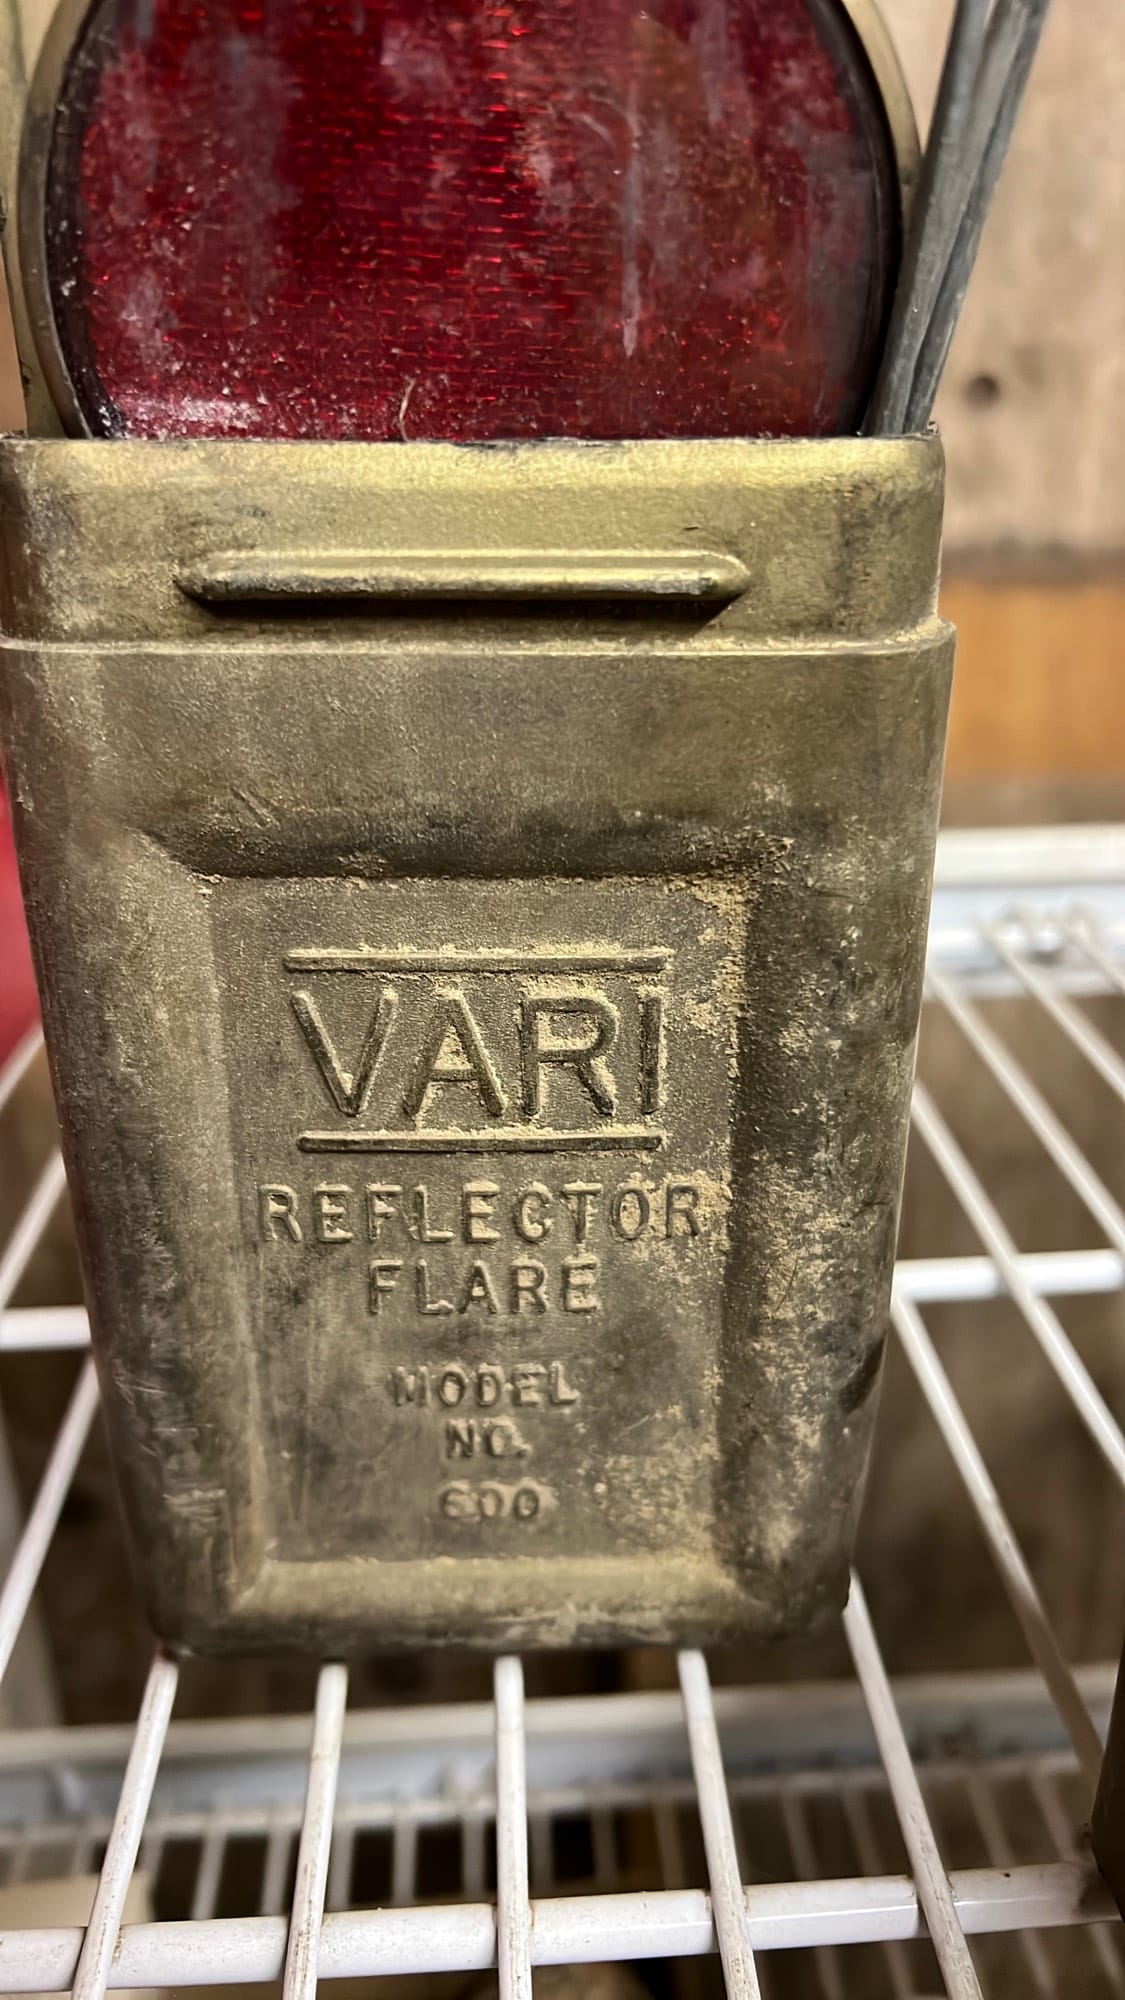 VARI
REFLECTOR
FLARE
MODEL
NO.
600